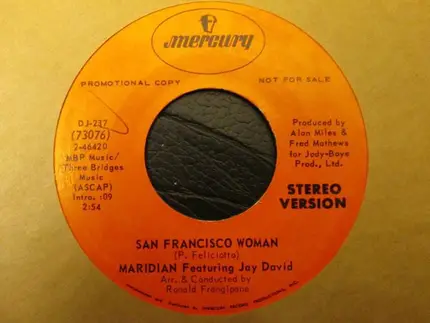 mercury
PROMOTIONAL COPY
NOT FOR SALE
DJ-237
(73076)
2-46420
MBP Music/
Three Bridges
Music
(ASCAP)
Intro. :09
2:54
Produced by
Alan Miles &
Fred Mathews
for Jody-Baye
Prod., Ltd.
STEREO
VERSION
SAN FRANCISCO WOMAN
(P. Feliciotto)
MARIDIAN Featuring Jay David
Arr. & Conducted by
Ronald Frangipane